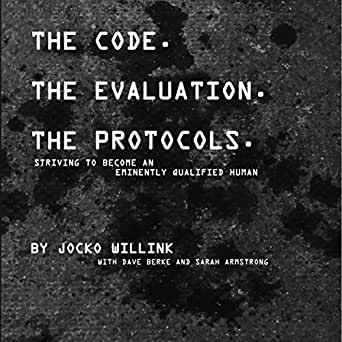 THE CODE.
THE EVALUATION.
THE PROTOCOLS.
STRIVING TO BECOME AN
EMINENTLY QUALIFIED HUMAN
BY JOCKO WILLINK
WITH DAVE BERKE AND SARAH ARMSTRONG